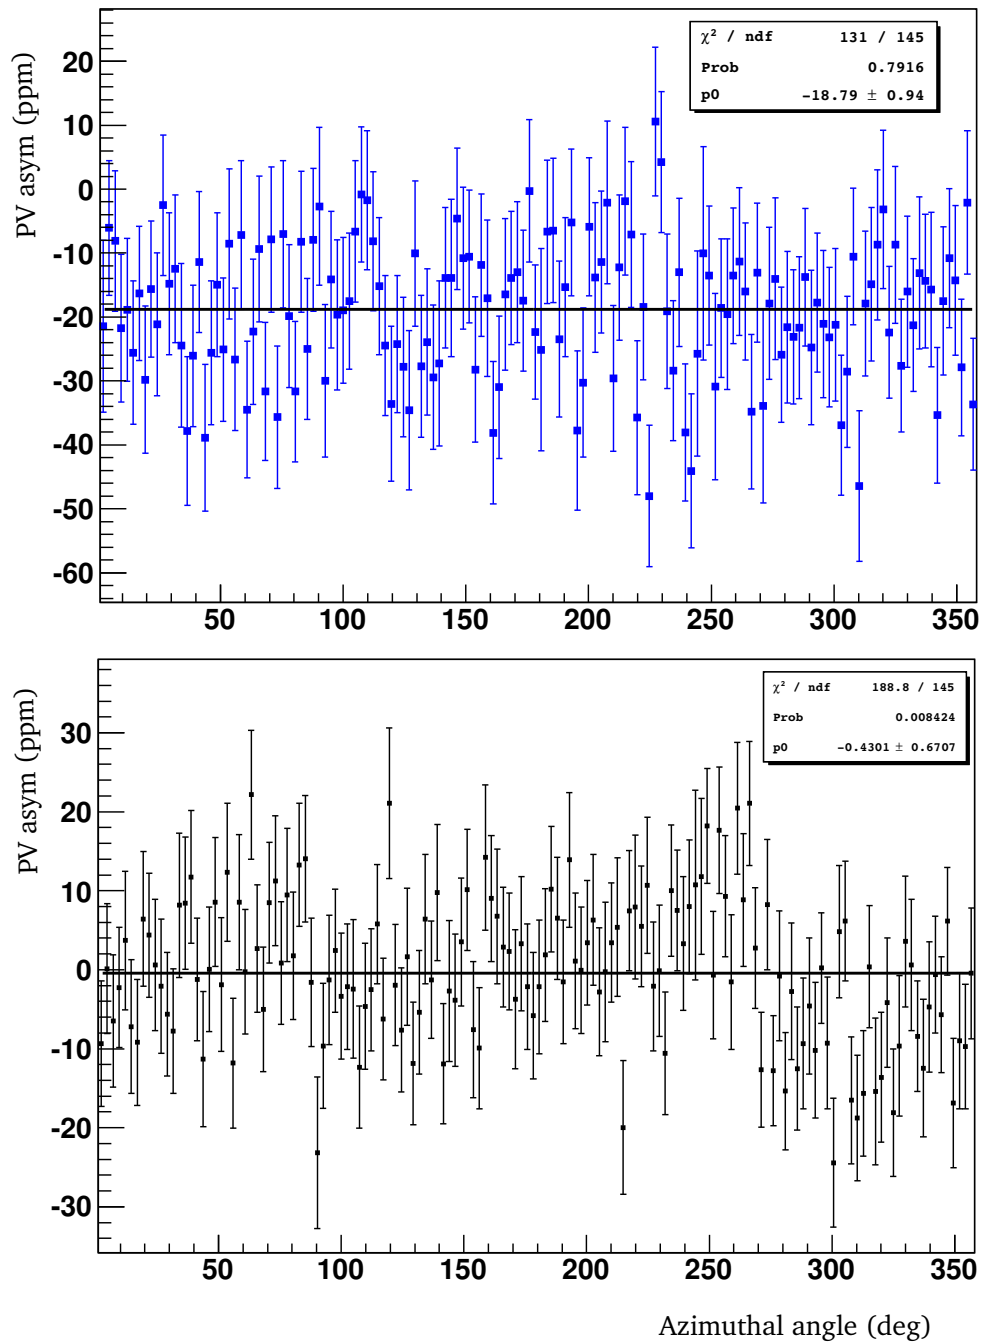 PV asym (ppm)
χ² / ndf 131 / 145
Prob 0.7916
p0 -18.79 ± 0.94
20
10
0
-10
-20
-30
-40
-50
-60
50 100 150 200 250 300 350
PV asym (ppm)
χ² / ndf 188.8 / 145
Prob 0.008424
p0 -0.4301 ± 0.6707
30
20
10
0
-10
-20
-30
50 100 150 200 250 300 350
Azimuthal angle (deg)